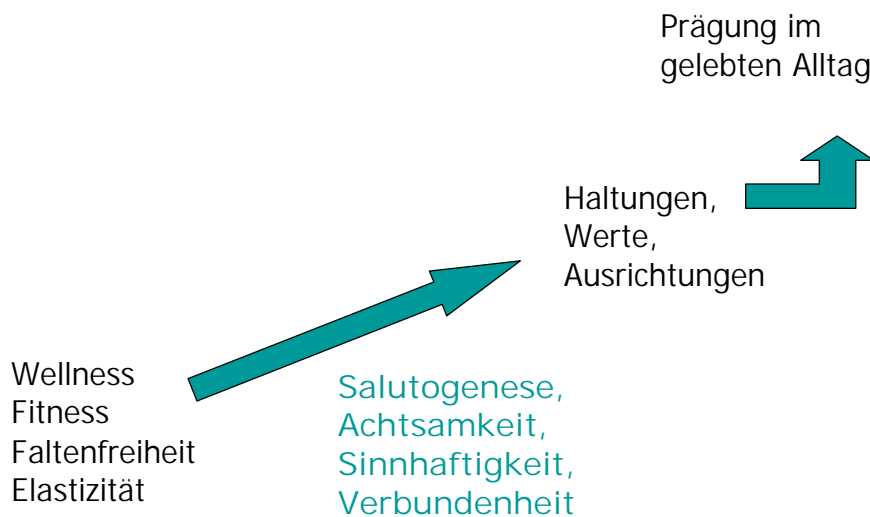 Prägung im
gelebten Alltag
Haltungen,
Werte,
Ausrichtungen
Wellness
Fitness
Faltenfreiheit
Elastizität
Salutogenese,
Achtsamkeit,
Sinnhaftigkeit,
Verbundenheit